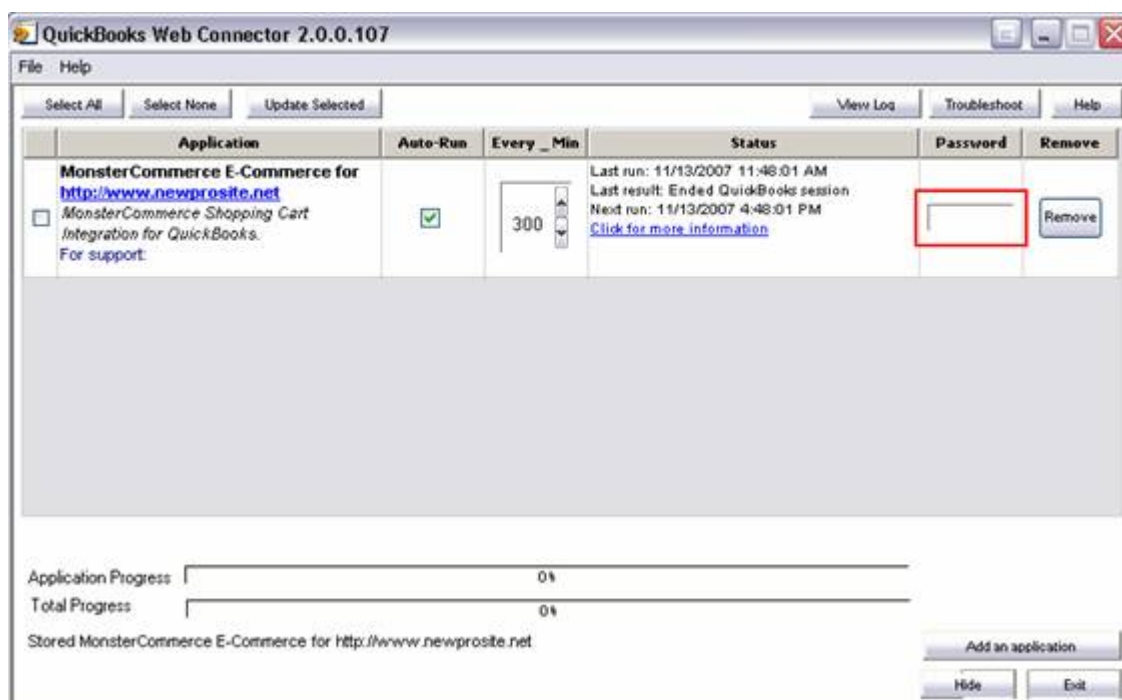 QuickBooks Web Connector 2.0.0.107
File Help
Select All Select None Update Selected View Log Troubleshoot Help
Application Auto-Run Every _ Min Status Password Remove
MonsterCommerce E-Commerce for
http://www.newprosite.net
MonsterCommerce Shopping Cart
Integration for QuickBooks.
For support:
300
Last run: 11/13/2007 11:48:01 AM
Last result: Ended QuickBooks session
Next run: 11/13/2007 4:48:01 PM
Click for more information
Remove
Application Progress 0%
Total Progress 0%
Stored MonsterCommerce E-Commerce for http://www.newprosite.net
Add an application
Hide Exit